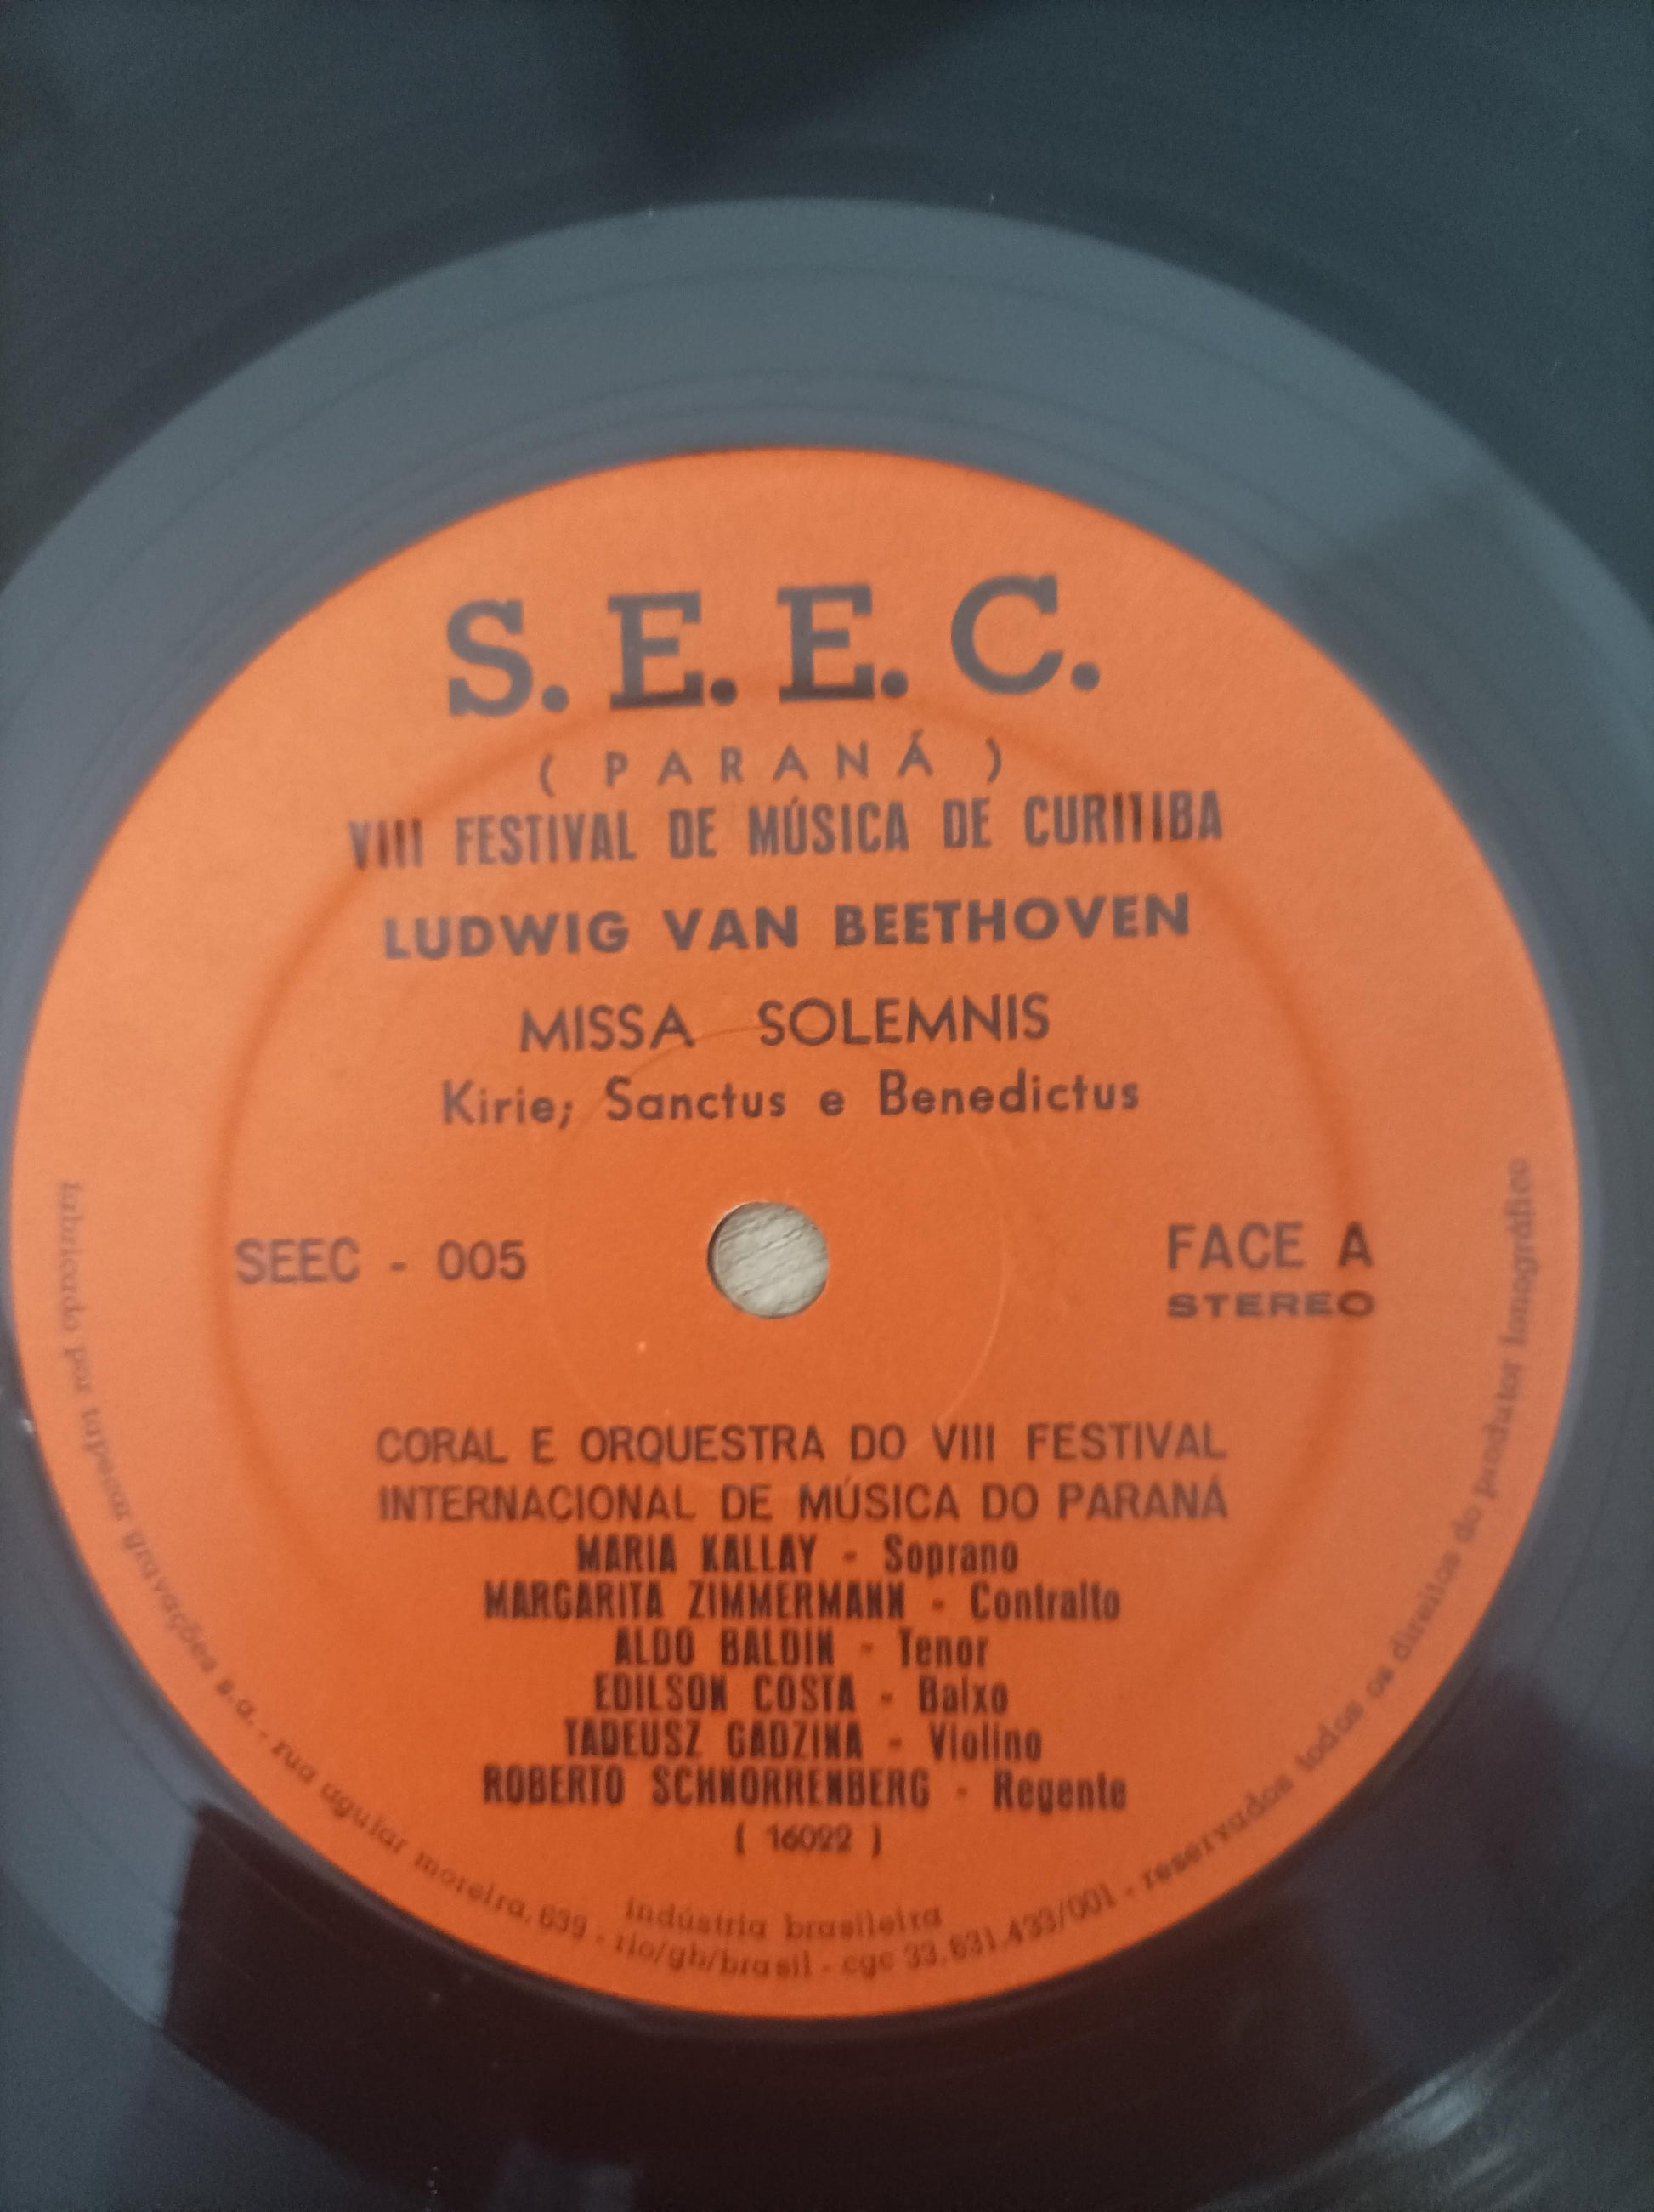 S. E. E. C.
( PARANÁ )
VIII FESTIVAL DE MÚSICA DE CURITIBA
LUDWIG VAN BEETHOVEN
MISSA SOLEMNIS
Kirie; Sanctus e Benedictus
SEEC - 005
FACE A
STEREO
CORAL E ORQUESTRA DO VIII FESTIVAL
INTERNACIONAL DE MÚSICA DO PARANÁ
MARIA KALLAY - Soprano
MARGARITA ZIMMERMANN - Contralto
ALDO BALDIN - Tenor
EDILSON COSTA - Baixo
TADEUSZ GADZINA - Violino
ROBERTO SCHNORRENBERG - Regente
( 16022 )
indústria brasileira
fabricado por tapecar gravações s.a. - rua aguiar moreira, 639 - rio/gb/brasil - cgc 33.631.433/001 - reservados todos os direitos do produtor fonográfico